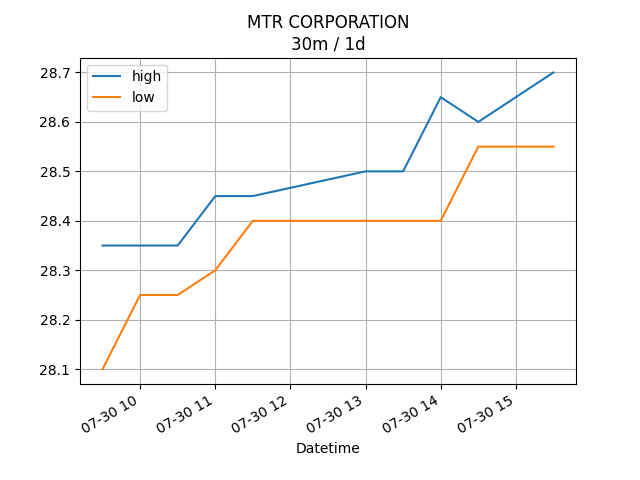 MTR CORPORATION
30m / 1d
high
low
28.7
28.6
28.5
28.4
28.3
28.2
28.1
07-30 10
07-30 11
07-30 12
07-30 13
07-30 14
07-30 15
Datetime